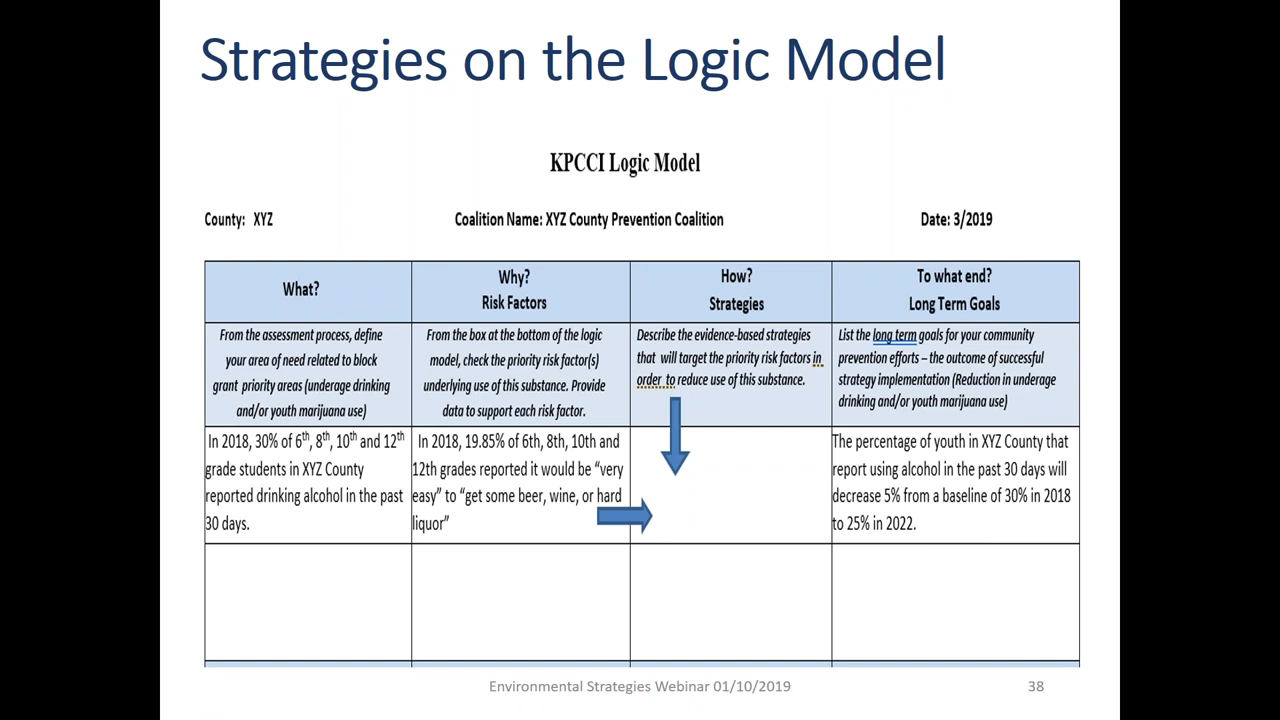 Strategies on the Logic Model
KPCCI Logic Model
County: XYZ
Coalition Name: XYZ County Prevention Coalition
Date: 3/2019
What?
Why?
Risk Factors
How?
Strategies
To what end?
Long Term Goals
From the assessment process, define
your area of need related to block
grant priority areas (underage drinking
and/or youth marijuana use)
From the box at the bottom of the logic
model, check the priority risk factor(s)
underlying use of this substance. Provide
data to support each risk factor.
Describe the evidence-based strategies
that will target the priority risk factors in
order to reduce use of this substance.
List the long term goals for your community
prevention efforts – the outcome of successful
strategy implementation (Reduction in underage
drinking and/or youth marijuana use)
In 2018, 30% of 6th, 8th, 10th and 12th
grade students in XYZ County
reported drinking alcohol in the past
30 days.
In 2018, 19.85% of 6th, 8th, 10th and
12th grades reported it would be “very
easy” to “get some beer, wine, or hard
liquor”
The percentage of youth in XYZ County that
report using alcohol in the past 30 days will
decrease 5% from a baseline of 30% in 2018
to 25% in 2022.
Environmental Strategies Webinar 01/10/2019
38